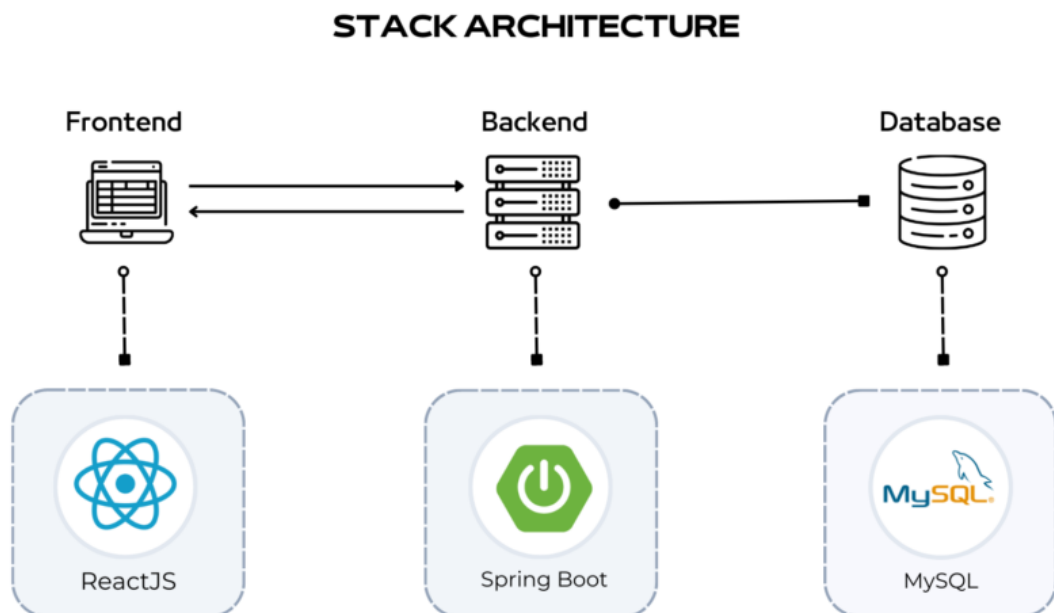 STACK ARCHITECTURE
Frontend
Backend
Database
MySQL®
ReactJS
Spring Boot
MySQL